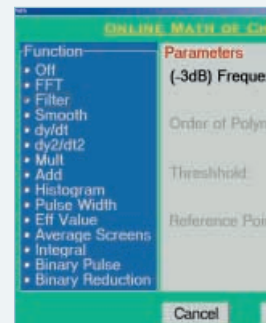 ONLINE MATH OF
Function
• Off
• FFT
• Filter
• Smooth
• dy/dt
• dy2/dt2
• Mult
• Add
• Histogram
• Pulse Width
• Eff Value
• Average Screens
• Integral
• Binary Pulse
• Binary Reduction
Parameters
(-3dB) Freque
Order of Polyn
Threshhold:
Reference Poi
Cancel